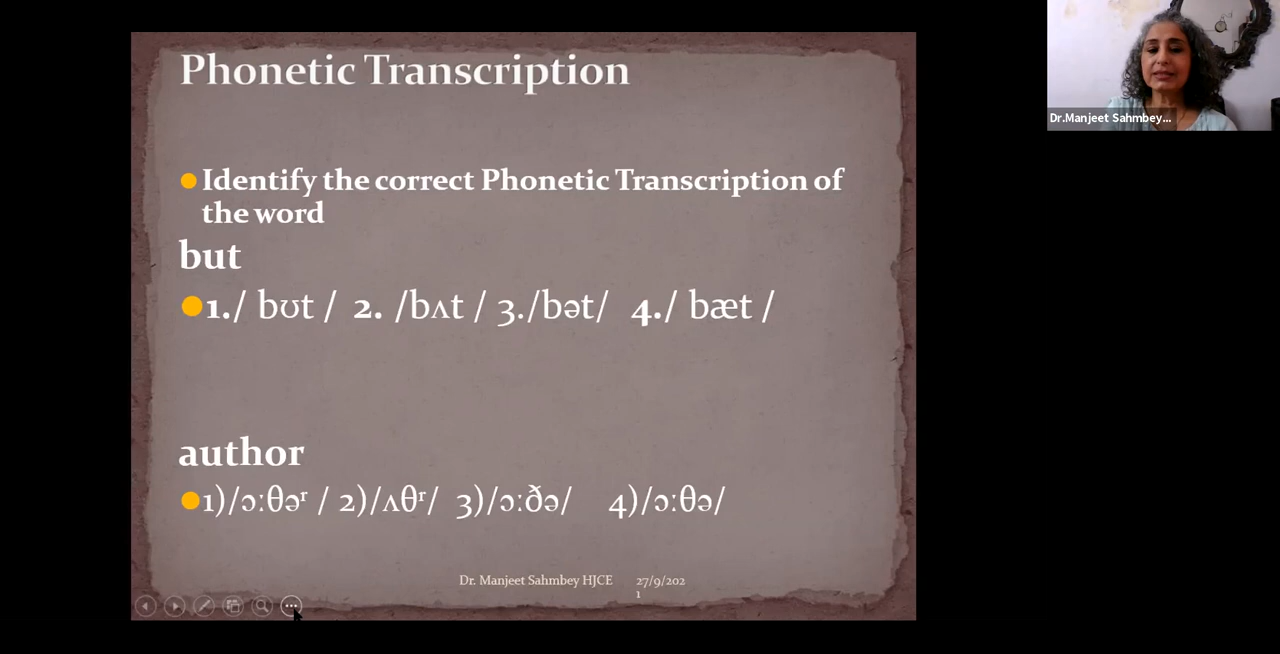 Phonetic Transcription
Identify the correct Phonetic Transcription of
the word
but
1./ bʊt / 2. /bʌt / 3./bət/ 4./ bæt /
author
1)/ɔːθəʳ / 2)/ʌθʳ/ 3)/ɔːðə/ 4)/ɔːθə/
Dr. Manjeet Sahmbey HJCE 27/9/202
1
Dr.Manjeet Sahmbey...